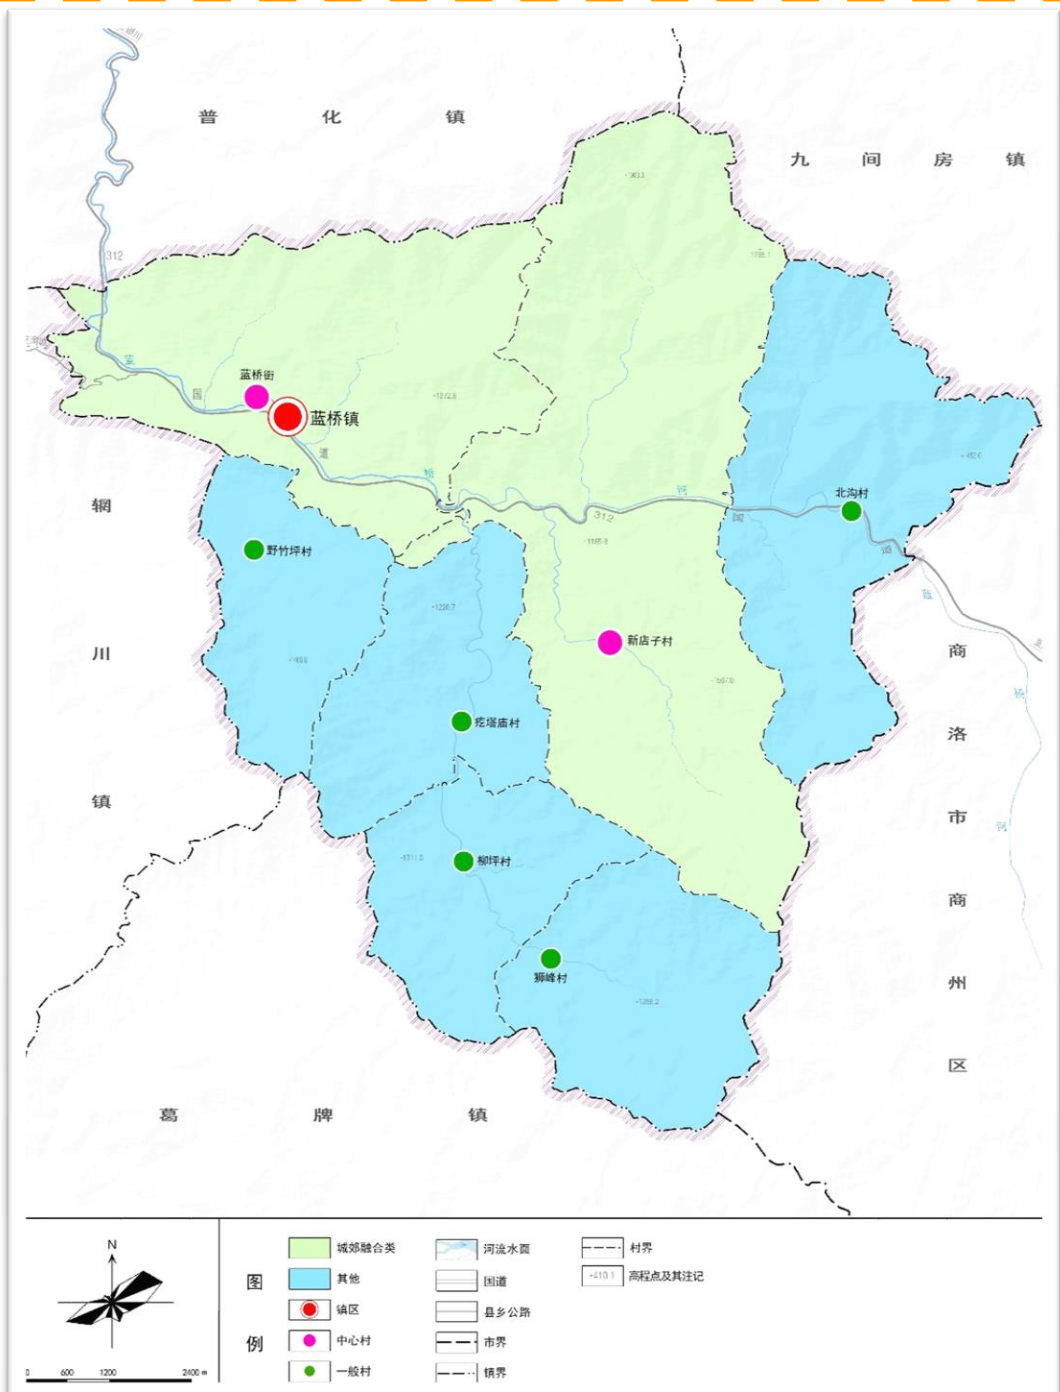 普化镇
九间房镇
312
蓝
蓝桥街
国
蓝桥镇
道
桥
河
312
国
北沟村
道
辋川镇
野竹坪村
新店子村
疙瘩庙村
柳坪村
狮峰村
蓝
桥
河
商洛市商州区
葛牌镇
N
0 600 1200 2400 m
图例
城郊融合类
其他
镇区
中心村
一般村
河流水面
国道
县乡公路
市界
镇界
村界
高程点及其注记